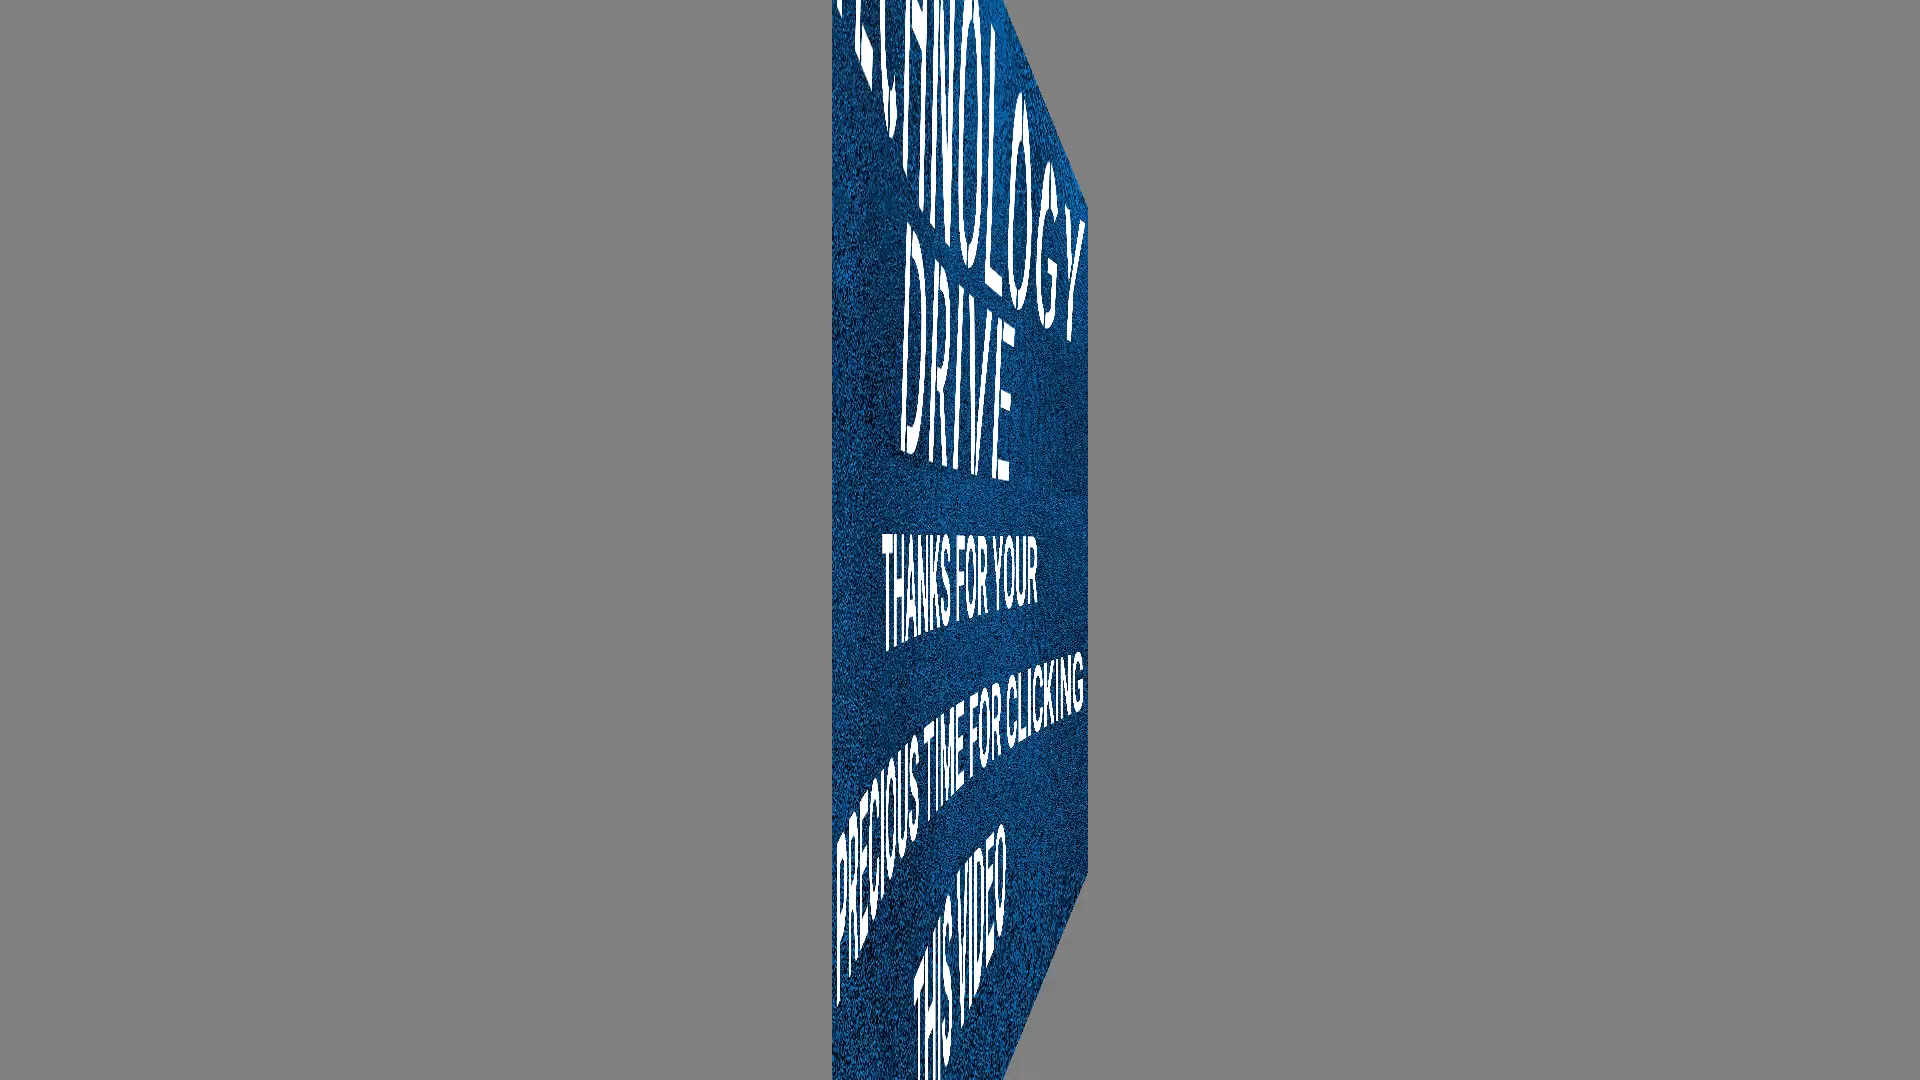 TECHNOLOGY
DRIVE
THANKS FOR YOUR
PRECIOUS TIME FOR CLICKING
THIS VIDEO